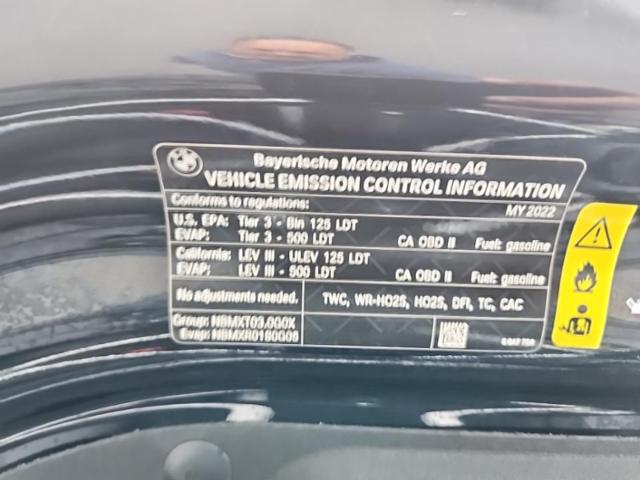 Bayerische Motoren Werke AG
VEHICLE EMISSION CONTROL INFORMATION
Conforms to regulations: MY 2022
U.S. EPA: Tier 3 - Bin 125 LDT
EVAP: Tier 3 - 500 LDT CA OBD II Fuel: gasoline
California: LEV III - ULEV 125 LDT
EVAP: LEV III - 500 LDT CA OBD II Fuel: gasoline
No adjustments needed. TWC, WR-HO2S, HO2S, DFI, TC, CAC
Group: NBMXT03.0G0X
Evap: NBMXR0160G06